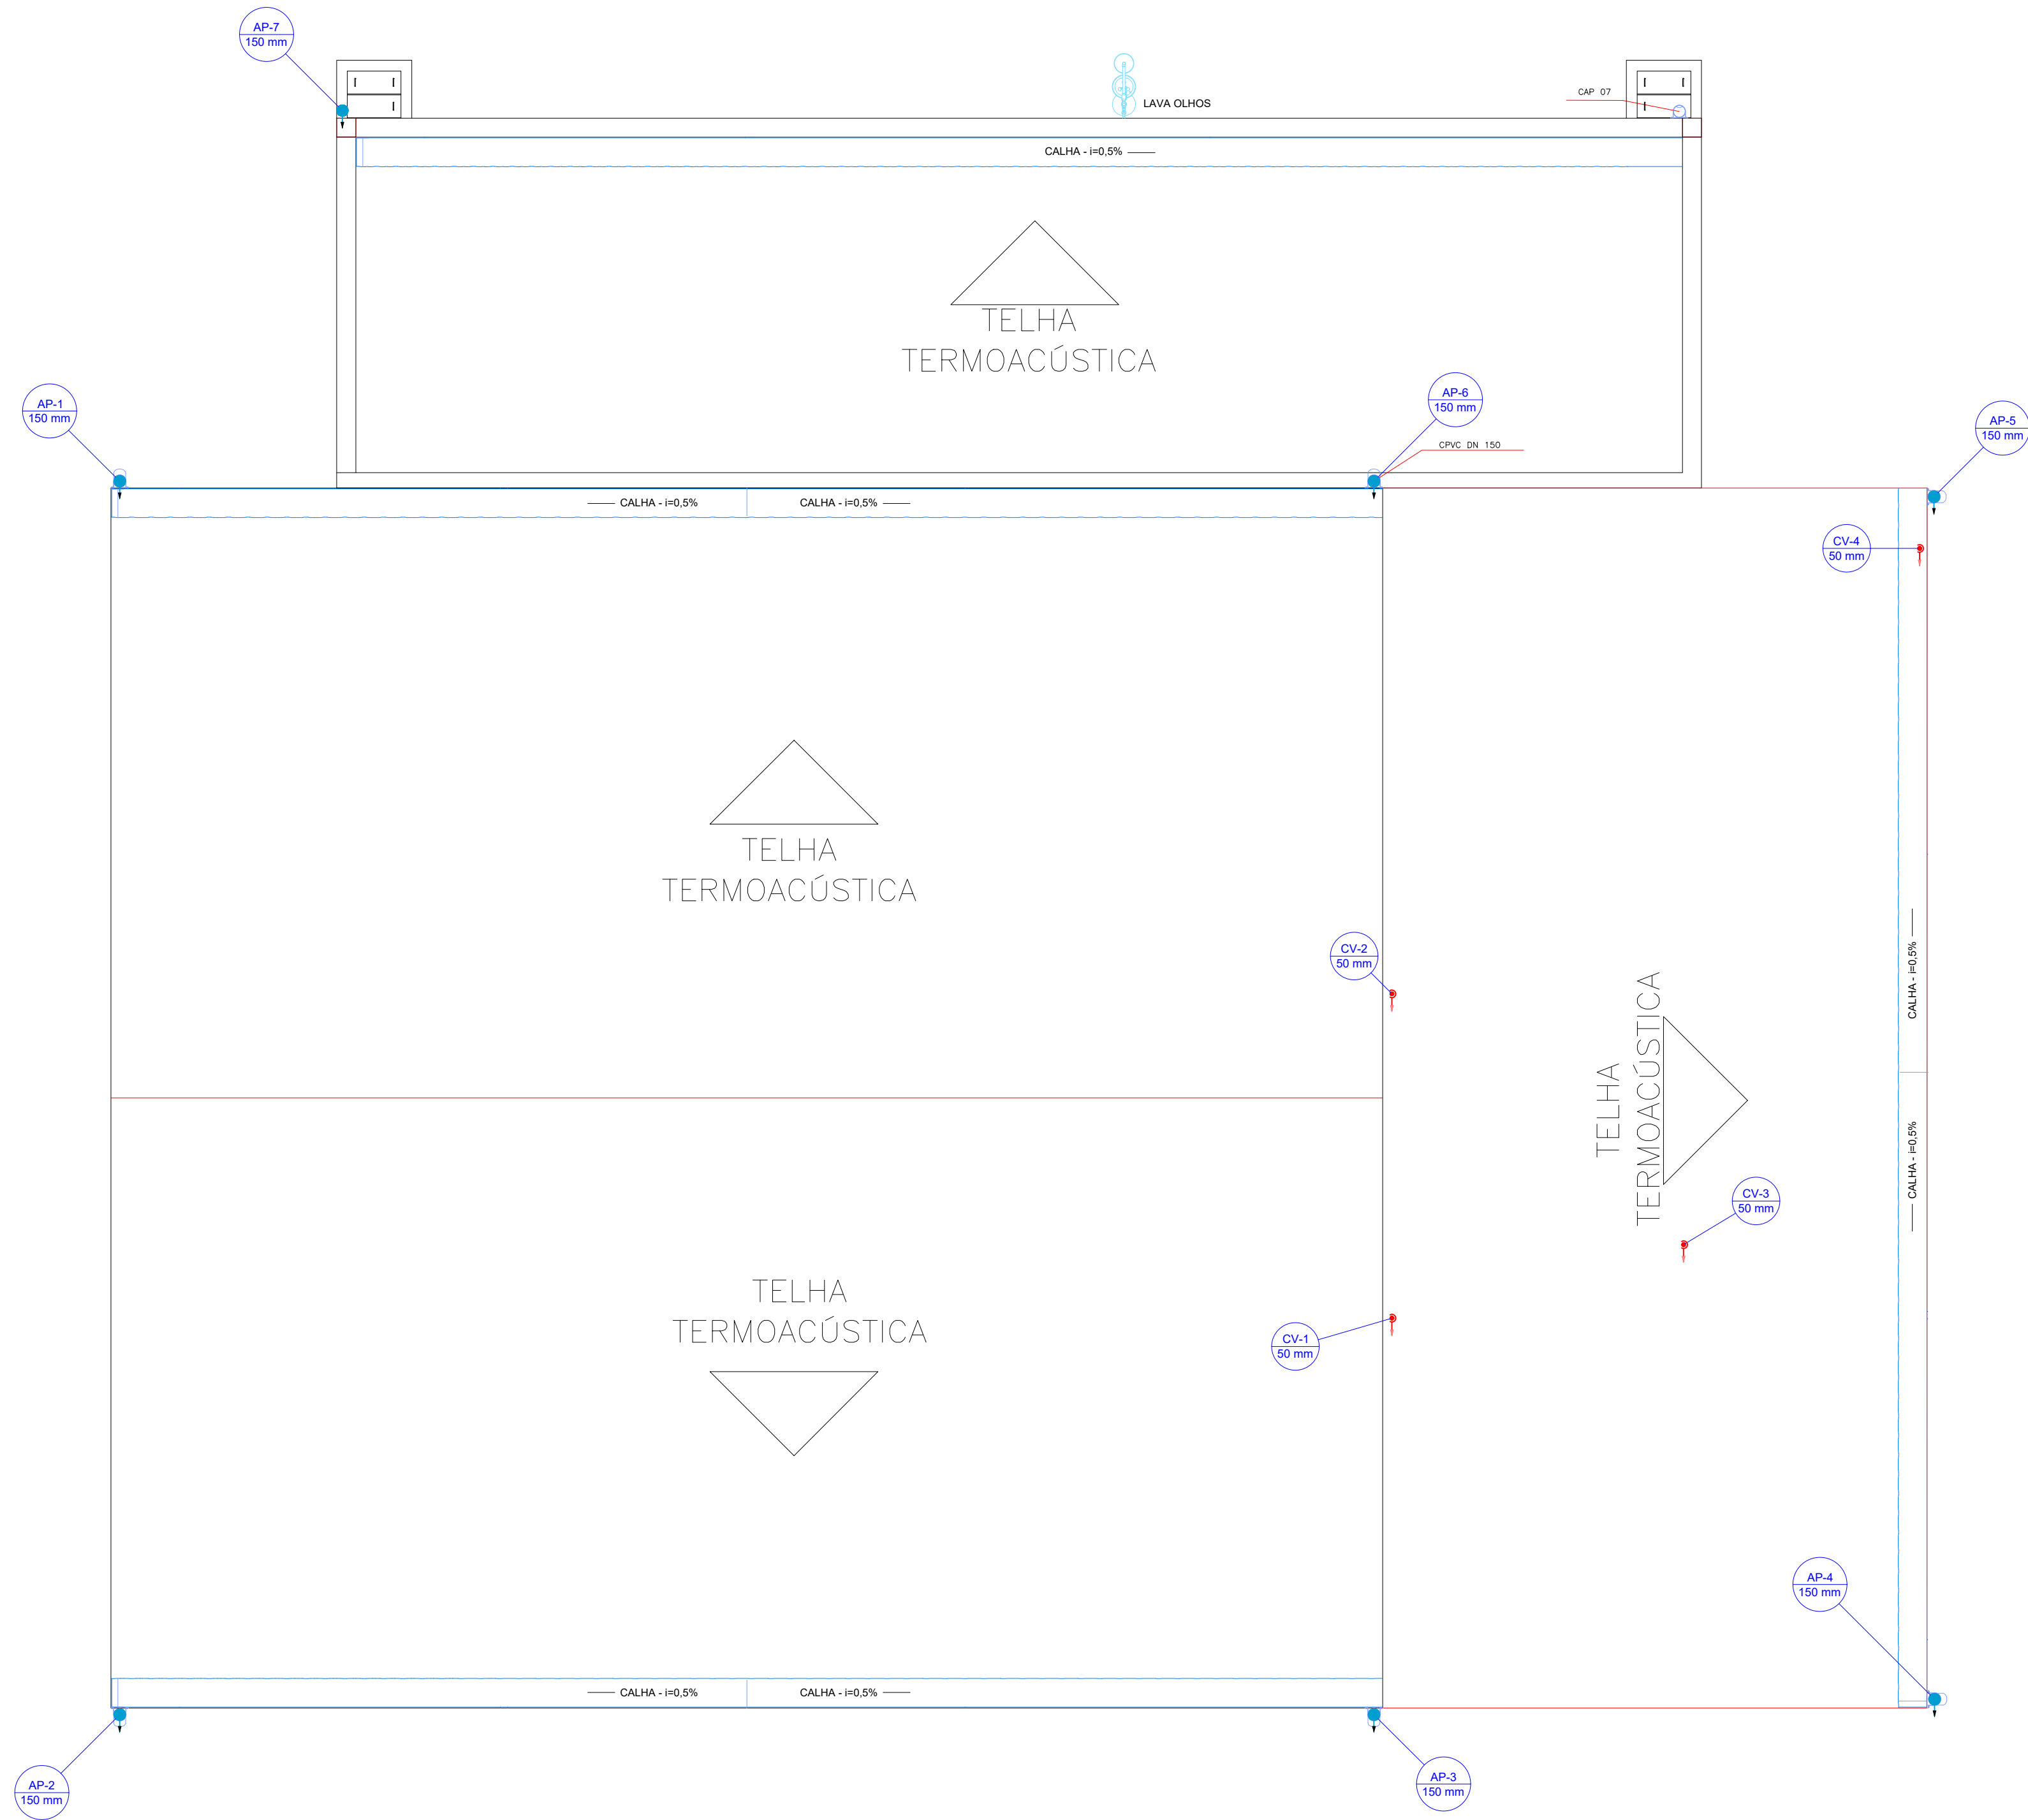 AP-7
150 mm
LAVA OLHOS
CAP 07
CALHA - i=0,5%
TELHA
TERMOACÚSTICA
AP-1
150 mm
AP-6
150 mm
AP-5
150 mm
CPVC DN 150
CALHA - i=0,5%
CALHA - i=0,5%
CV-4
50 mm
TELHA
TERMOACÚSTICA
CV-2
50 mm
CALHA - i=0,5%
TELHA
TERMOACÚSTICA
CALHA - i=0,5%
CV-3
50 mm
TELHA
TERMOACÚSTICA
CV-1
50 mm
AP-4
150 mm
CALHA - i=0,5%
CALHA - i=0,5%
AP-2
150 mm
AP-3
150 mm